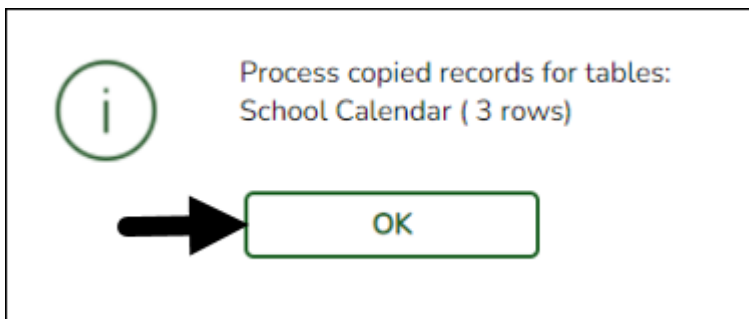 Process copied records for tables:
School Calendar ( 3 rows)
OK